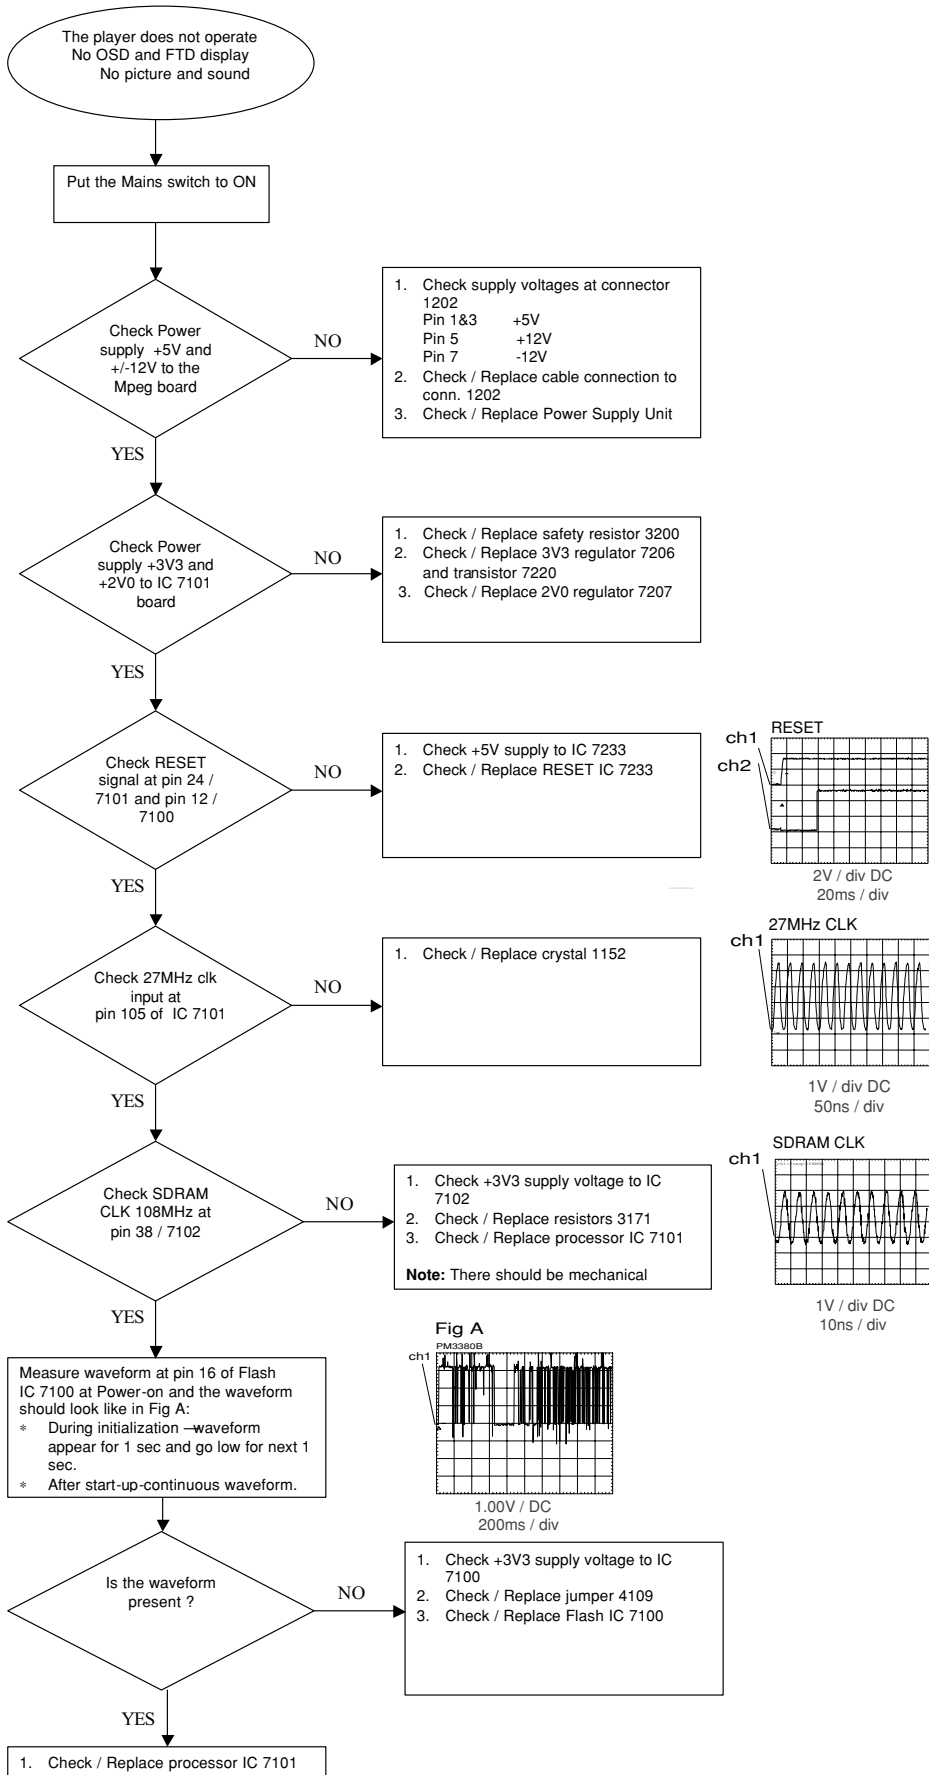 The player does not operate
No OSD and FTD display
No picture and sound
Put the Mains switch to ON
Check Power
supply +5V and
+/-12V to the
Mpeg board
NO
1. Check supply voltages at connector
1202
Pin 1&3 +5V
Pin 5 +12V
Pin 7 -12V
2. Check / Replace cable connection to
conn. 1202
3. Check / Replace Power Supply Unit
YES
Check Power
supply +3V3 and
+2V0 to IC 7101
board
NO
1. Check / Replace safety resistor 3200
2. Check / Replace 3V3 regulator 7206
and transistor 7220
3. Check / Replace 2V0 regulator 7207
YES
Check RESET
signal at pin 24 /
7101 and pin 12 /
7100
NO
1. Check +5V supply to IC 7233
2. Check / Replace RESET IC 7233
RESET
ch1
ch2
2V / div DC
20ms / div
YES
Check 27MHz clk
input at
pin 105 of IC 7101
NO
1. Check / Replace crystal 1152
27MHz CLK
ch1
1V / div DC
50ns / div
YES
Check SDRAM
CLK 108MHz at
pin 38 / 7102
NO
1. Check +3V3 supply voltage to IC
7102
2. Check / Replace resistors 3171
3. Check / Replace processor IC 7101
Note: There should be mechanical
SDRAM CLK
ch1
1V / div DC
10ns / div
YES
Measure waveform at pin 16 of Flash
IC 7100 at Power-on and the waveform
should look like in Fig A:
* During initialization –waveform
appear for 1 sec and go low for next 1
sec.
* After start-up-continuous waveform.
Fig A
PM3380B
ch1
1.00V / DC
200ms / div
Is the waveform
present ?
NO
1. Check +3V3 supply voltage to IC
7100
2. Check / Replace jumper 4109
3. Check / Replace Flash IC 7100
YES
1. Check / Replace processor IC 7101